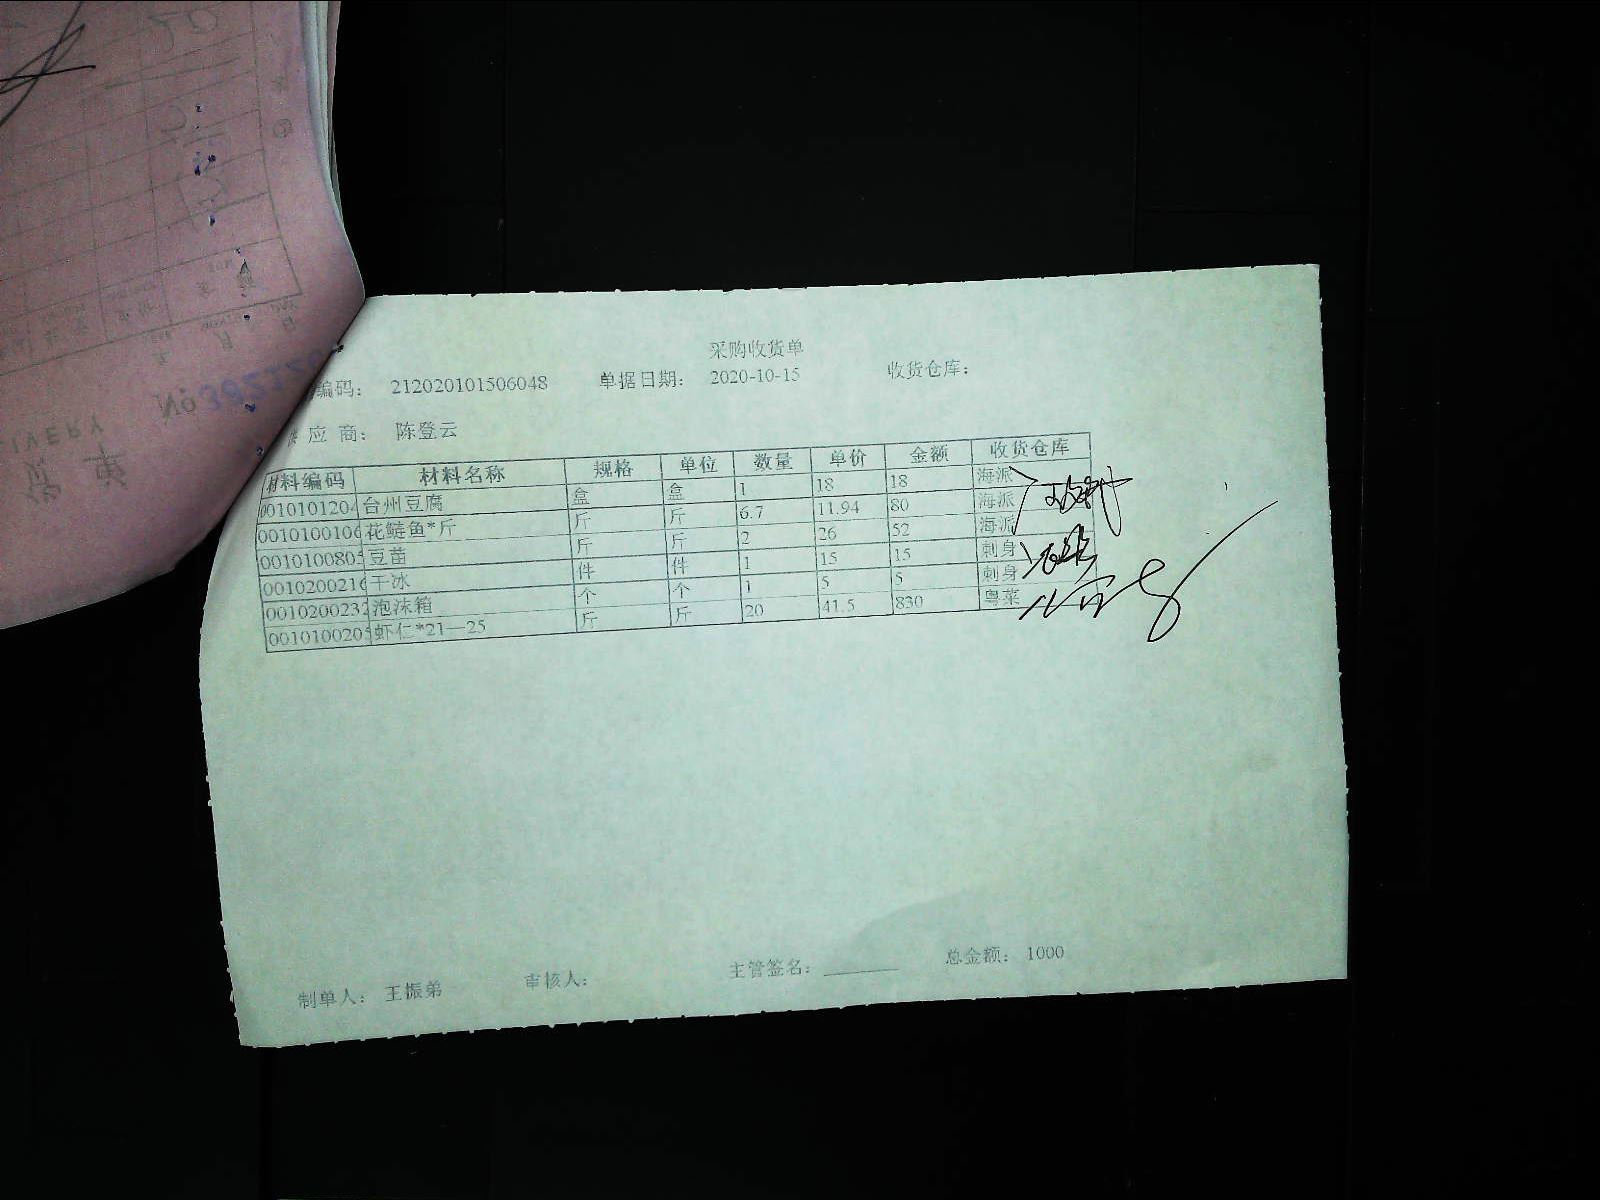 采购收货单
编码： 212020101506048 单据日期： 2020-10-15 收货仓库：
应 商： 陈登云
材料编码 材料名称 规格 单位 数量 单价 金额 收货仓库
001010120 台州豆腐 盒 盒 1 18 18 海派
0010100106 花鲢鱼*斤 斤 斤 6.7 11.94 80 海派
001010080 豆苗 斤 斤 2 26 52 海派
001020021 干冰 件 件 1 15 15 刺身
001020023 泡沫箱 个 个 1 5 5 刺身
001010020 虾仁*21—25 斤 斤 20 41.5 830 粤菜
制单人： 王振弟 审核人： 主管签名： 总金额： 1000